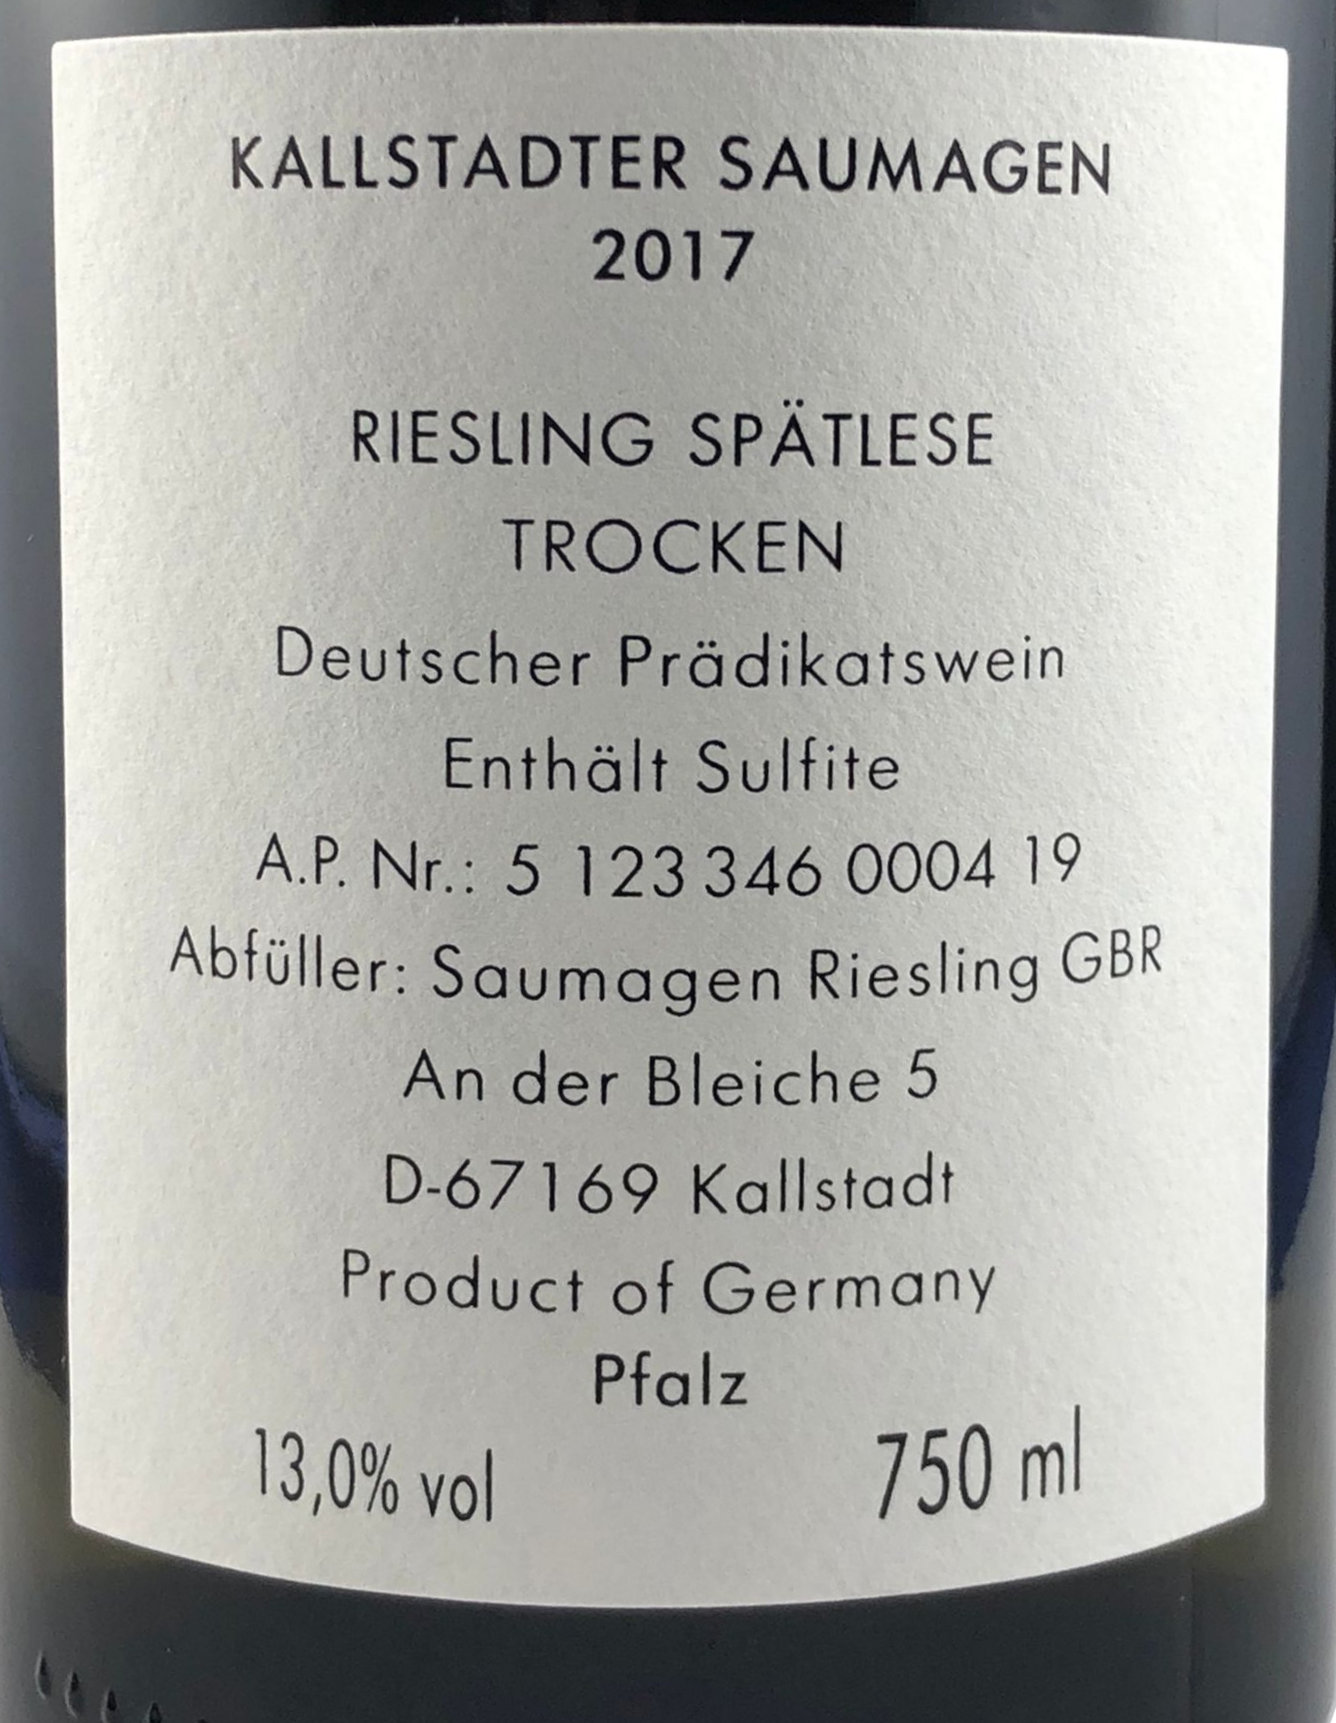 KALLSTADTER SAUMAGEN
2017
RIESLING SPÄTLESE
TROCKEN
Deutscher Prädikatswein
Enthält Sulfite
A.P. Nr.: 5 123 346 0004 19
Abfüller: Saumagen Riesling GBR
An der Bleiche 5
D-67169 Kallstadt
Product of Germany
Pfalz
13,0% vol 750 ml